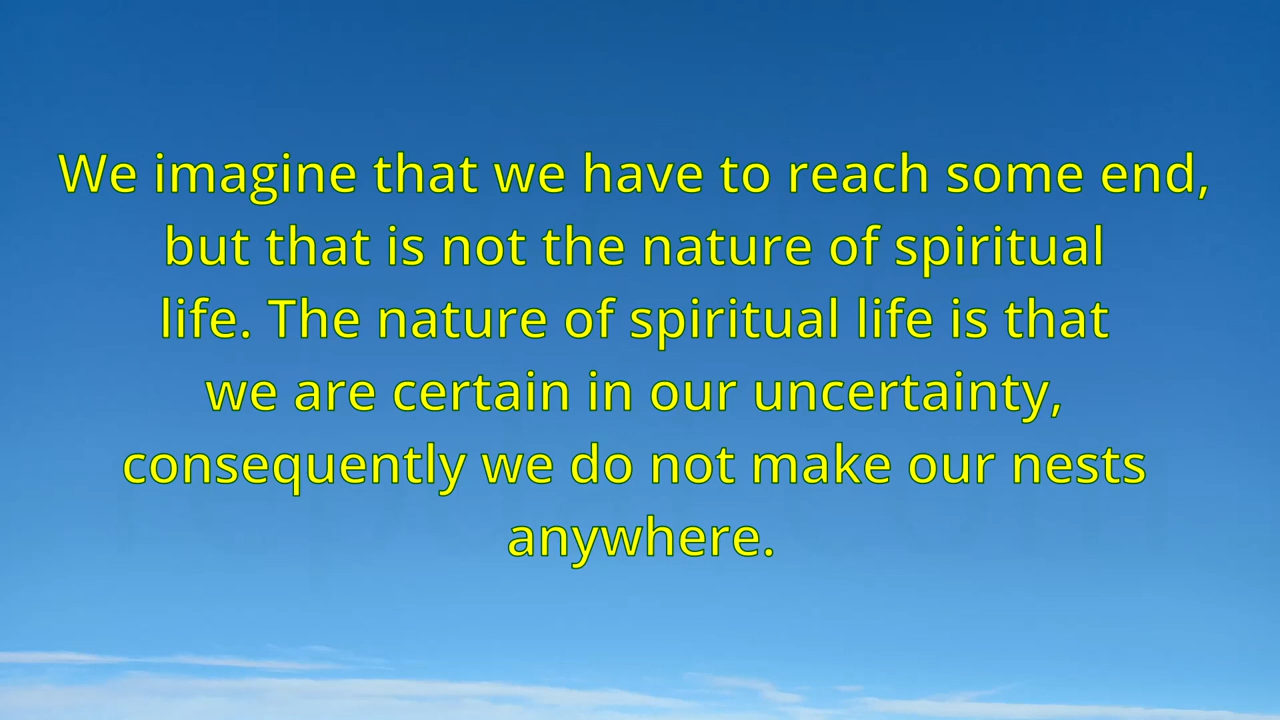 We imagine that we have to reach some end,
but that is not the nature of spiritual
life. The nature of spiritual life is that
we are certain in our uncertainty,
consequently we do not make our nests
anywhere.